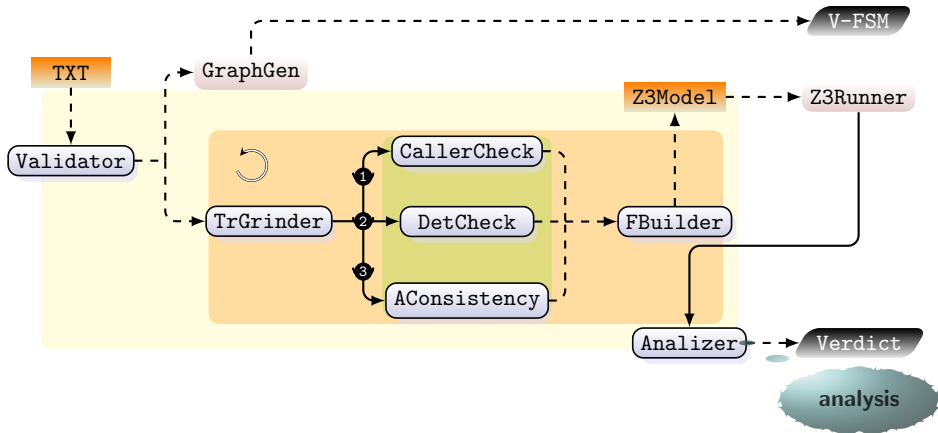 V-FSM
TXT
GraphGen
Z3Model
Z3Runner
Validator
CallerCheck
1
TrGrinder
2
DetCheck
FBuilder
3
AConsistency
Analizer
Verdict
analysis